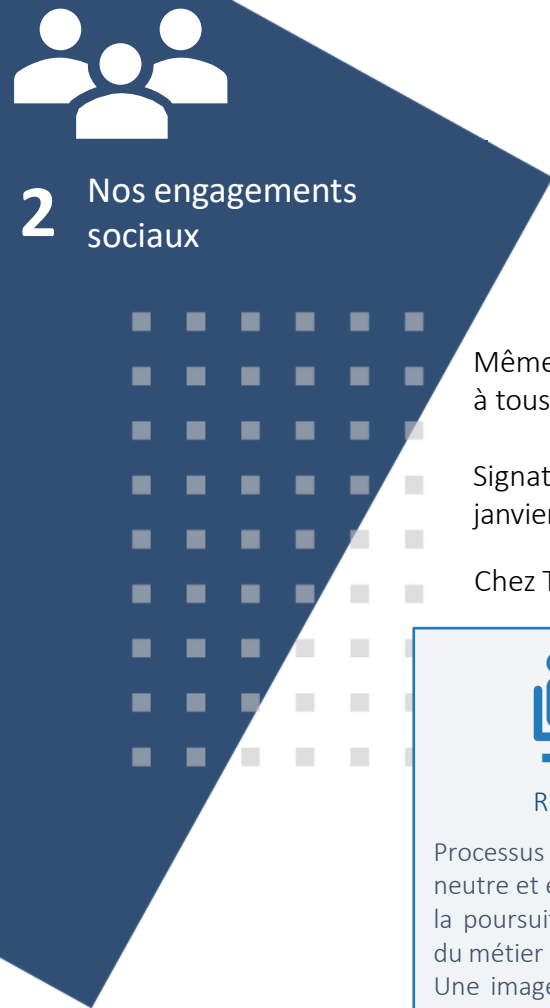 2
Nos engagements
sociaux
Même
à tous
Signat
janvier
Chez T
R
Processus
neutre et é
la poursuit
du métier
Une image